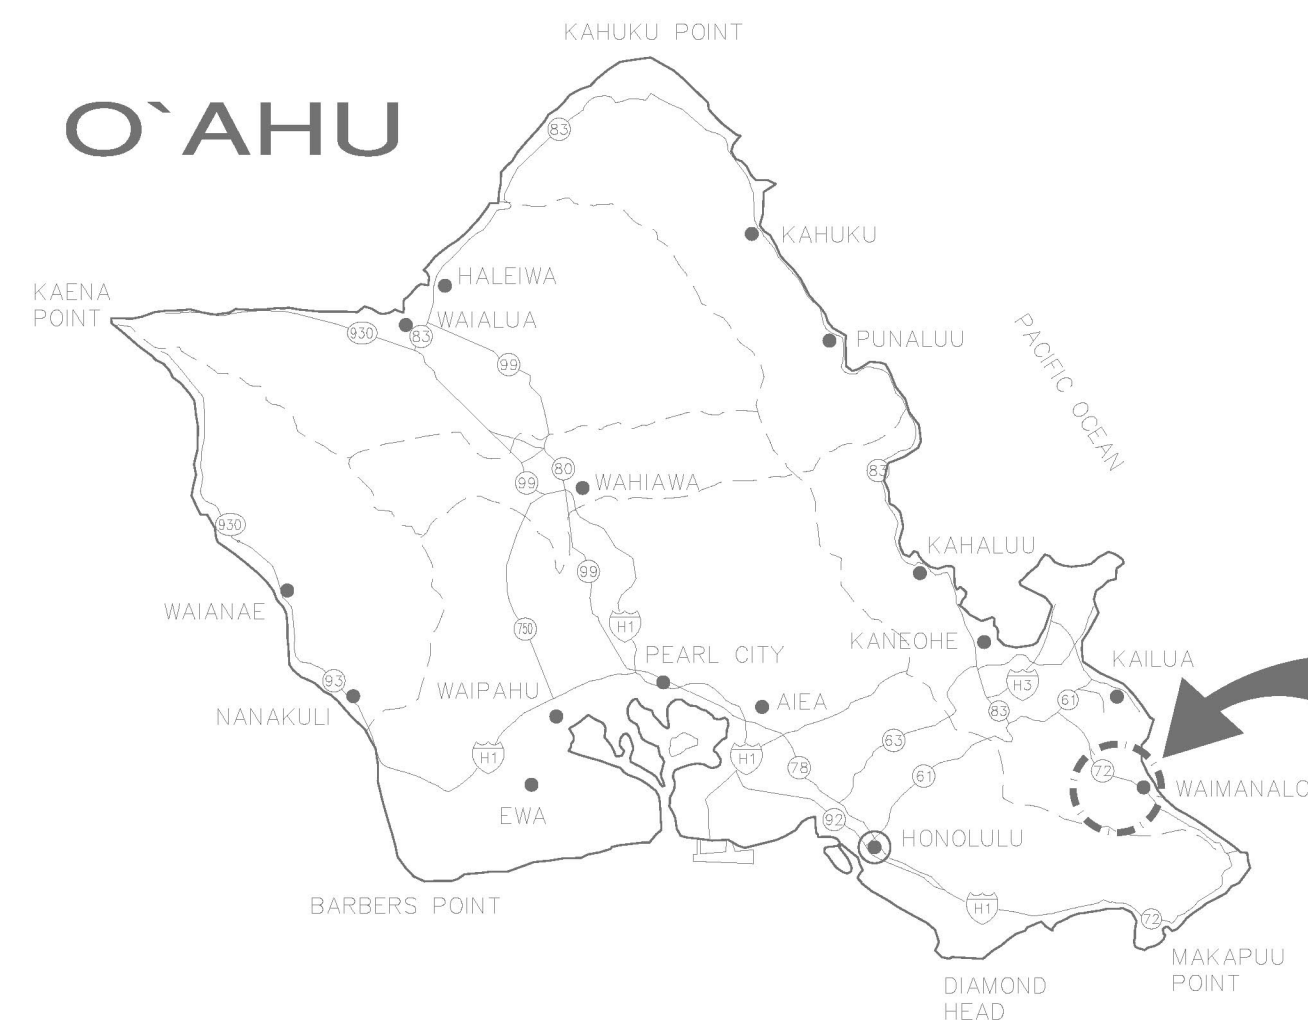 KAHUKU POINT
O`AHU
83
KAHUKU
HALEIWA
KAENA
POINT
WAIALUA
930
83
PUNALUU
PACIFIC OCEAN
99
83
80
WAHIAWA
99
930
KAHALUU
99
WAIANAE
H1
750
KANEOHE
PEARL CITY
KAILUA
93
H3
WAIPAHU
61
AIEA
NANAKULI
83
63
H1
H1
78
72
61
WAIMANALO
EWA
92
HONOLULU
BARBERS POINT
H1
72
MAKAPUU
POINT
DIAMOND
HEAD